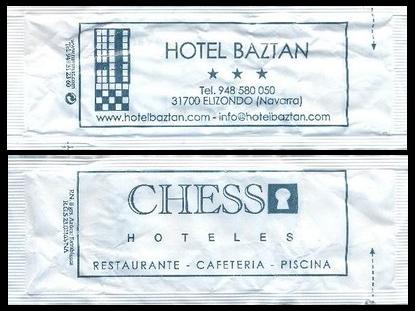 HOTEL BAZTAN
Tel. 948 580 050
31700 ELIZONDO (Navarra)
www.hotelbaztan.com - info@hotelbaztan.com
CHESS
HOTELES
RESTAURANTE - CAFETERIA - PISCINA